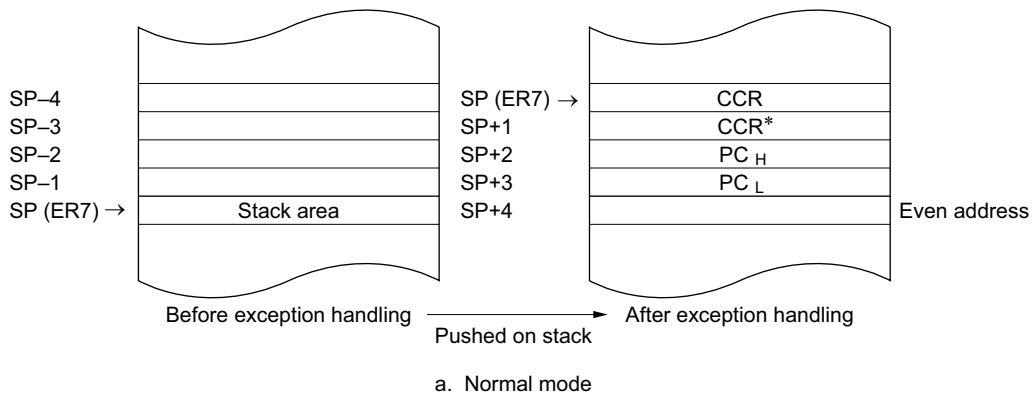 SP–4
SP–3
SP–2
SP–1
SP (ER7) →
Stack area
SP (ER7) →
SP+1
SP+2
SP+3
SP+4
CCR
CCR*
PC H
PC L
Even address
Before exception handling
Pushed on stack
After exception handling
a. Normal mode